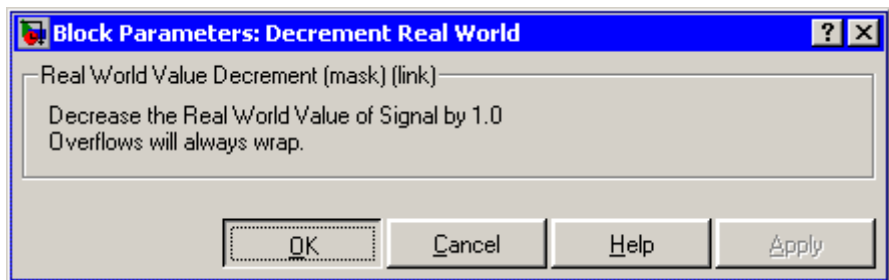 Block Parameters: Decrement Real World
Real World Value Decrement (mask) (link)
Decrease the Real World Value of Signal by 1.0
Overflows will always wrap.
OK Cancel Help Apply